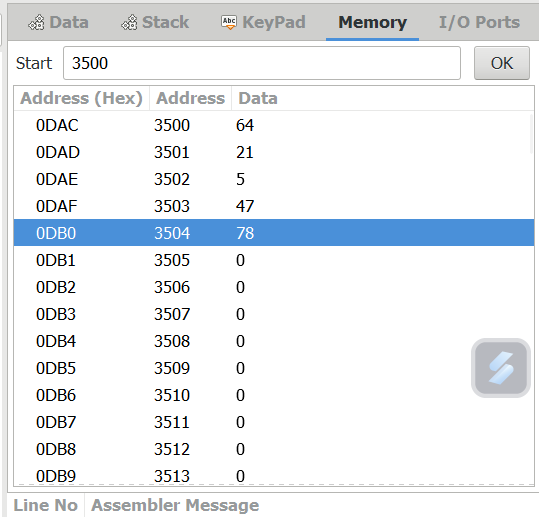 Data Stack Abc KeyPad Memory I/O Ports
Start 3500 OK
Address (Hex) Address Data
0DAC 3500 64
0DAD 3501 21
0DAE 3502 5
0DAF 3503 47
0DB0 3504 78
0DB1 3505 0
0DB2 3506 0
0DB3 3507 0
0DB4 3508 0
0DB5 3509 0
0DB6 3510 0
0DB7 3511 0
0DB8 3512 0
0DB9 3513 0
Line No Assembler Message